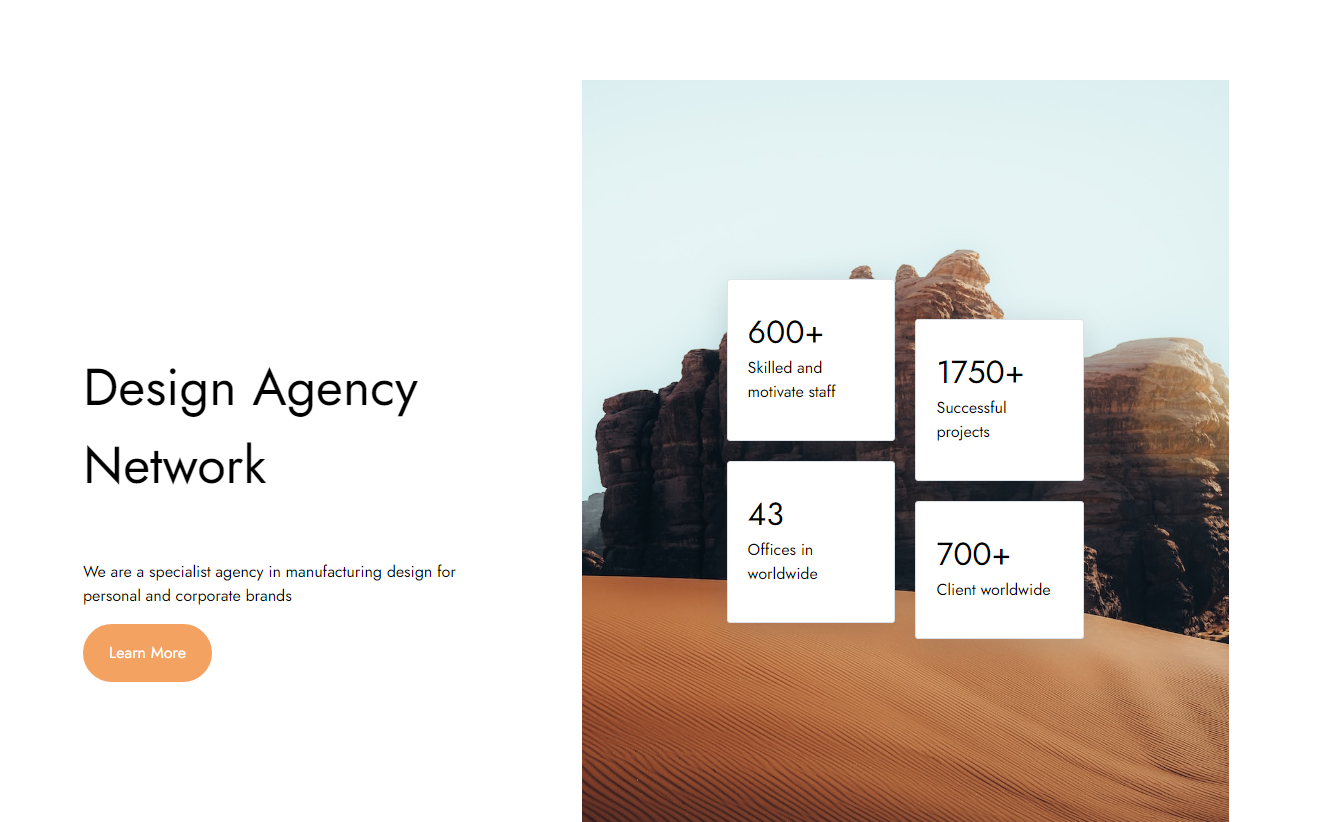 Design Agency
Network
We are a specialist agency in manufacturing design for
personal and corporate brands
Learn More
600+
Skilled and
motivate staff
43
Offices in
worldwide
1750+
Successful
projects
700+
Client worldwide